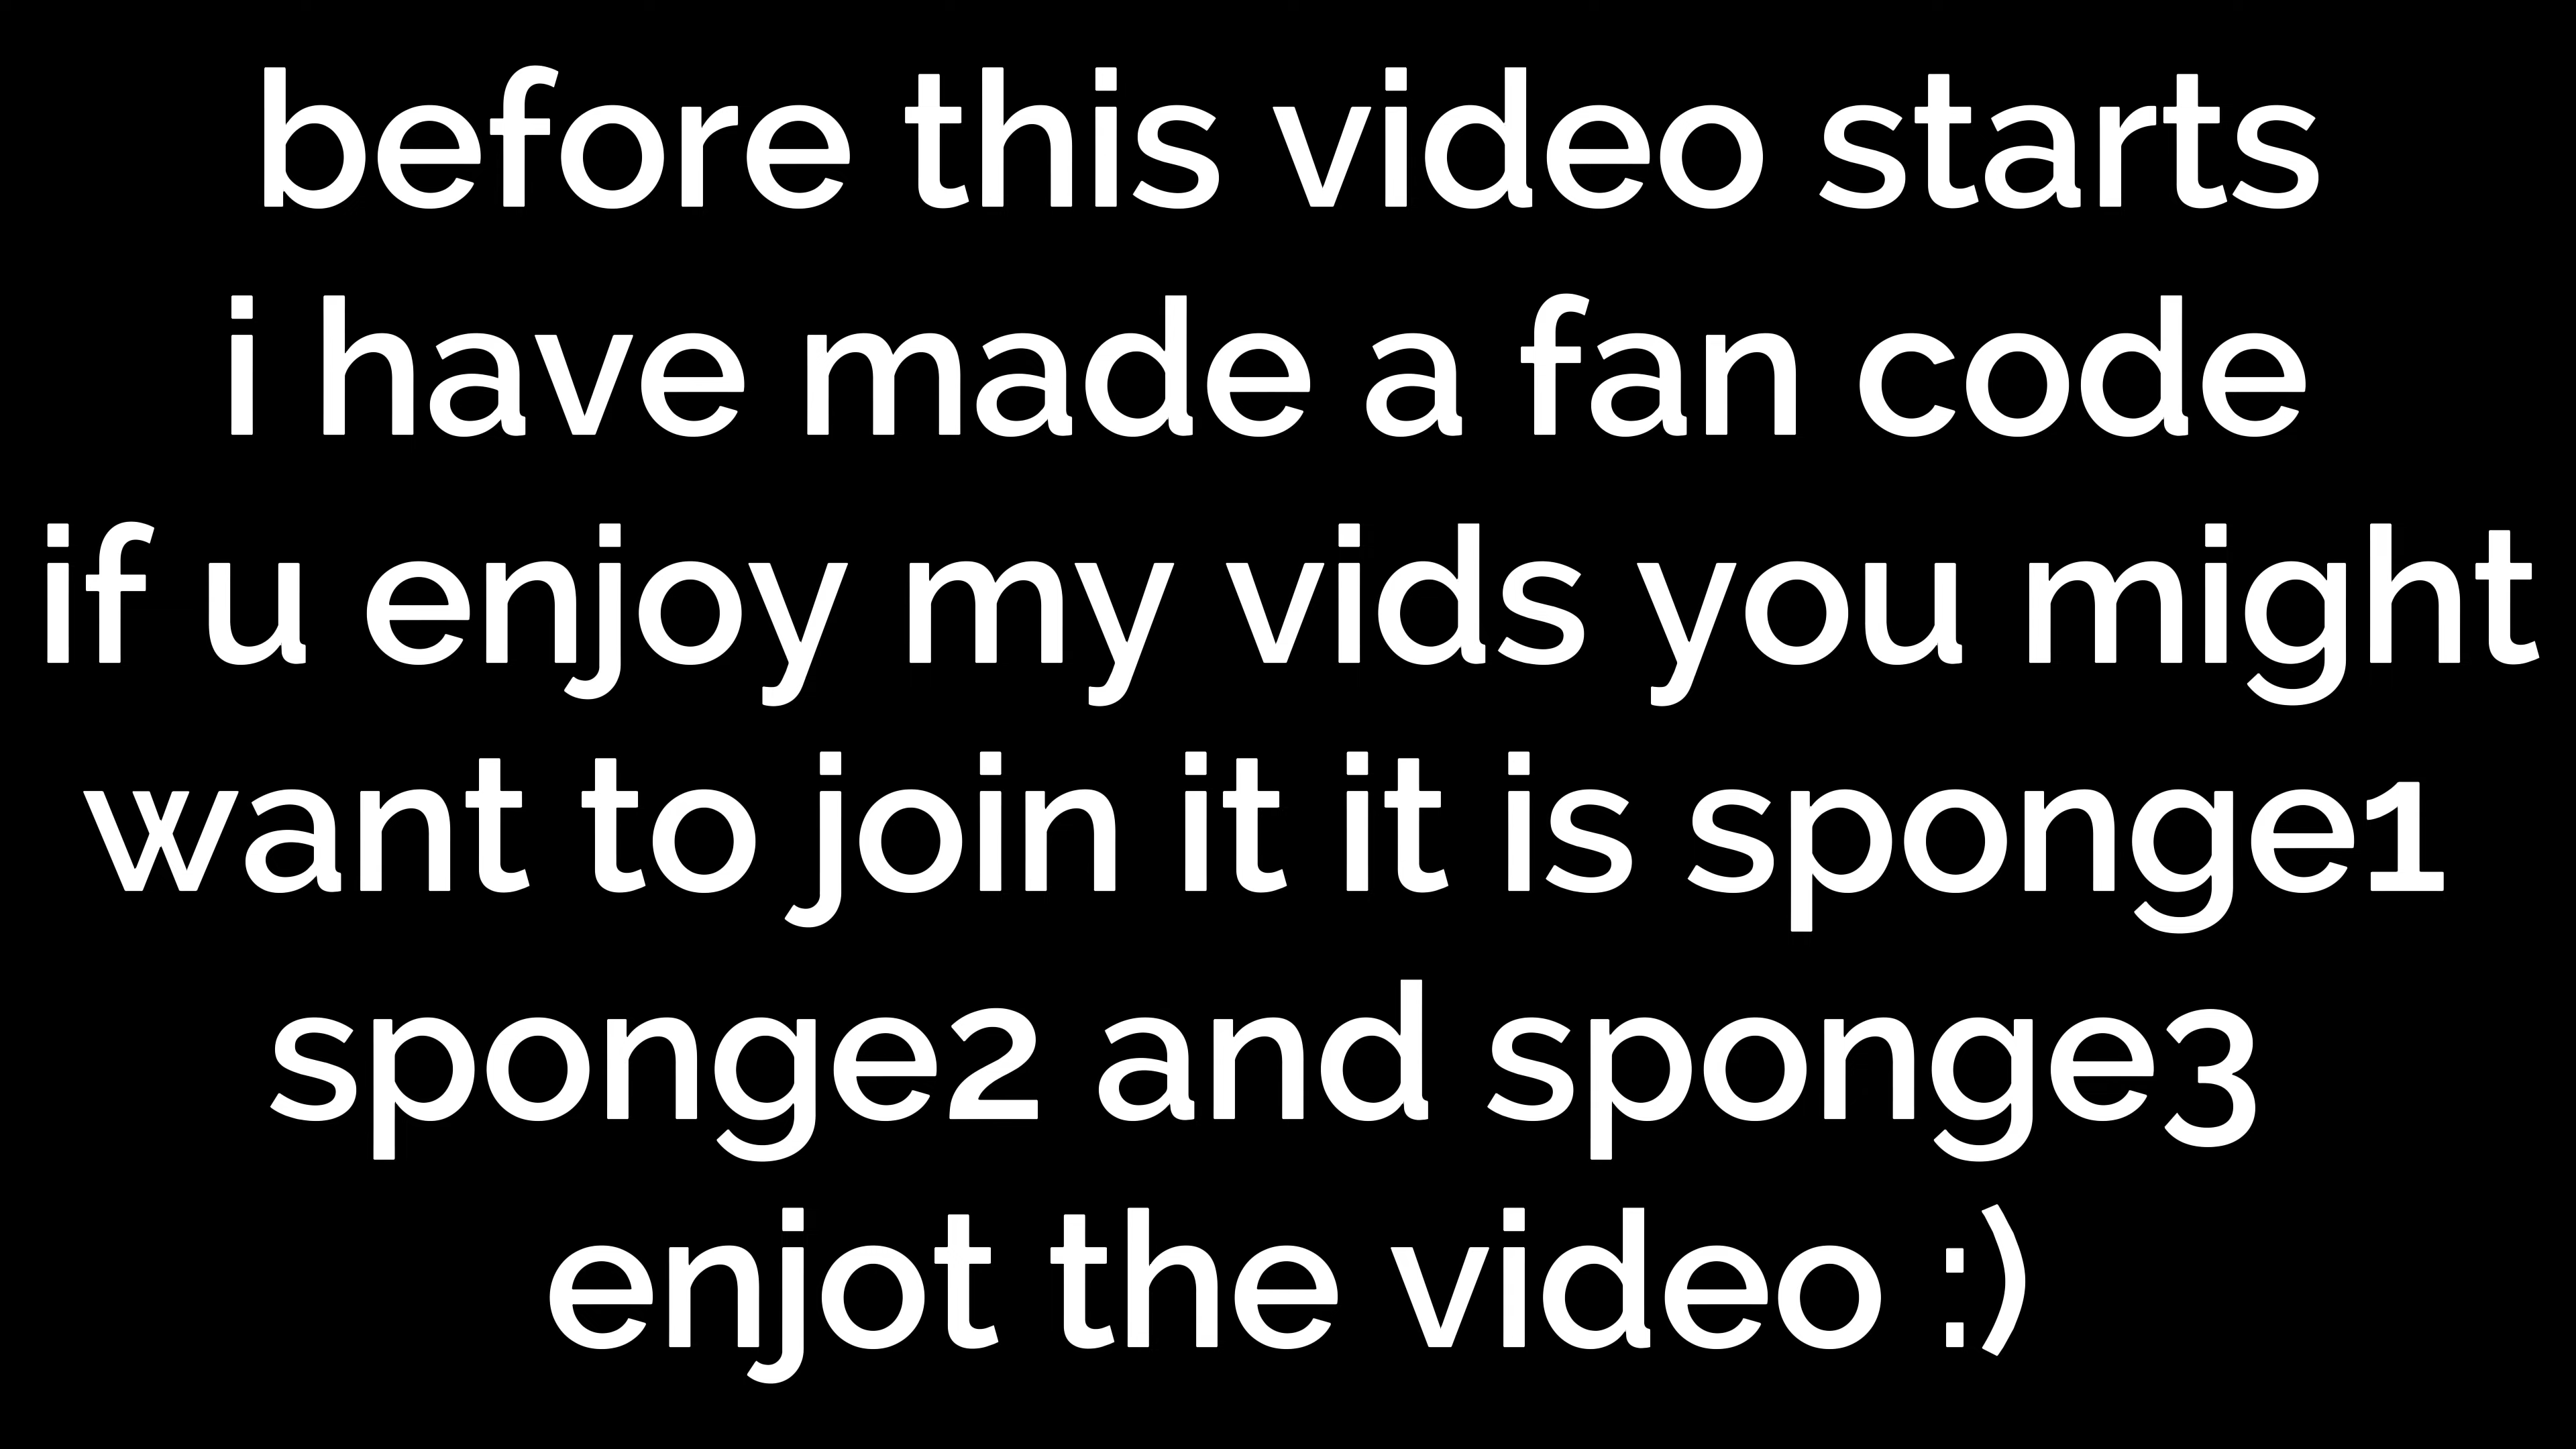 before this video starts
i have made a fan code
if u enjoy my vids you might
want to join it it is sponge1
sponge2 and sponge3
enjot the video :)